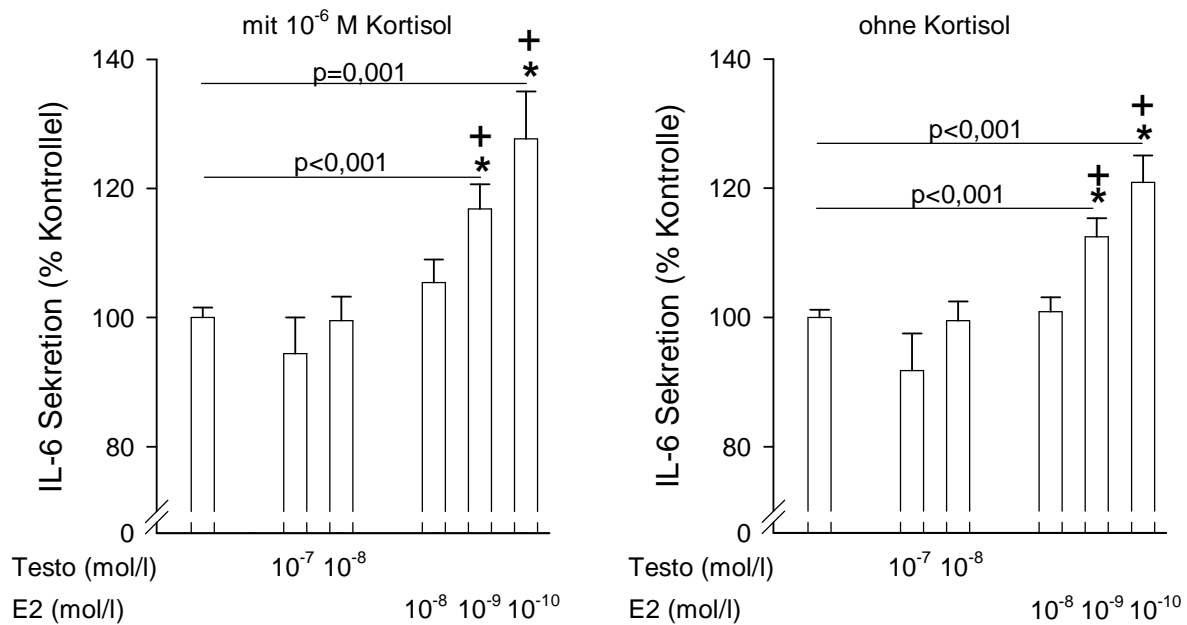 mit 10⁻⁶ M Kortisol
140
120
100
80
0
IL-6 Sekretion (% Kontrollel)
p=0,001
+
*
p<0,001
+
*
Testo (mol/l) 10⁻⁷ 10⁻⁸
E2 (mol/l) 10⁻⁸ 10⁻⁹ 10⁻¹⁰
ohne Kortisol
140
120
100
80
0
IL-6 Sekretion (% Kontrolle)
p<0,001
+
*
p<0,001
+
*
Testo (mol/l) 10⁻⁷ 10⁻⁸
E2 (mol/l) 10⁻⁸ 10⁻⁹ 10⁻¹⁰